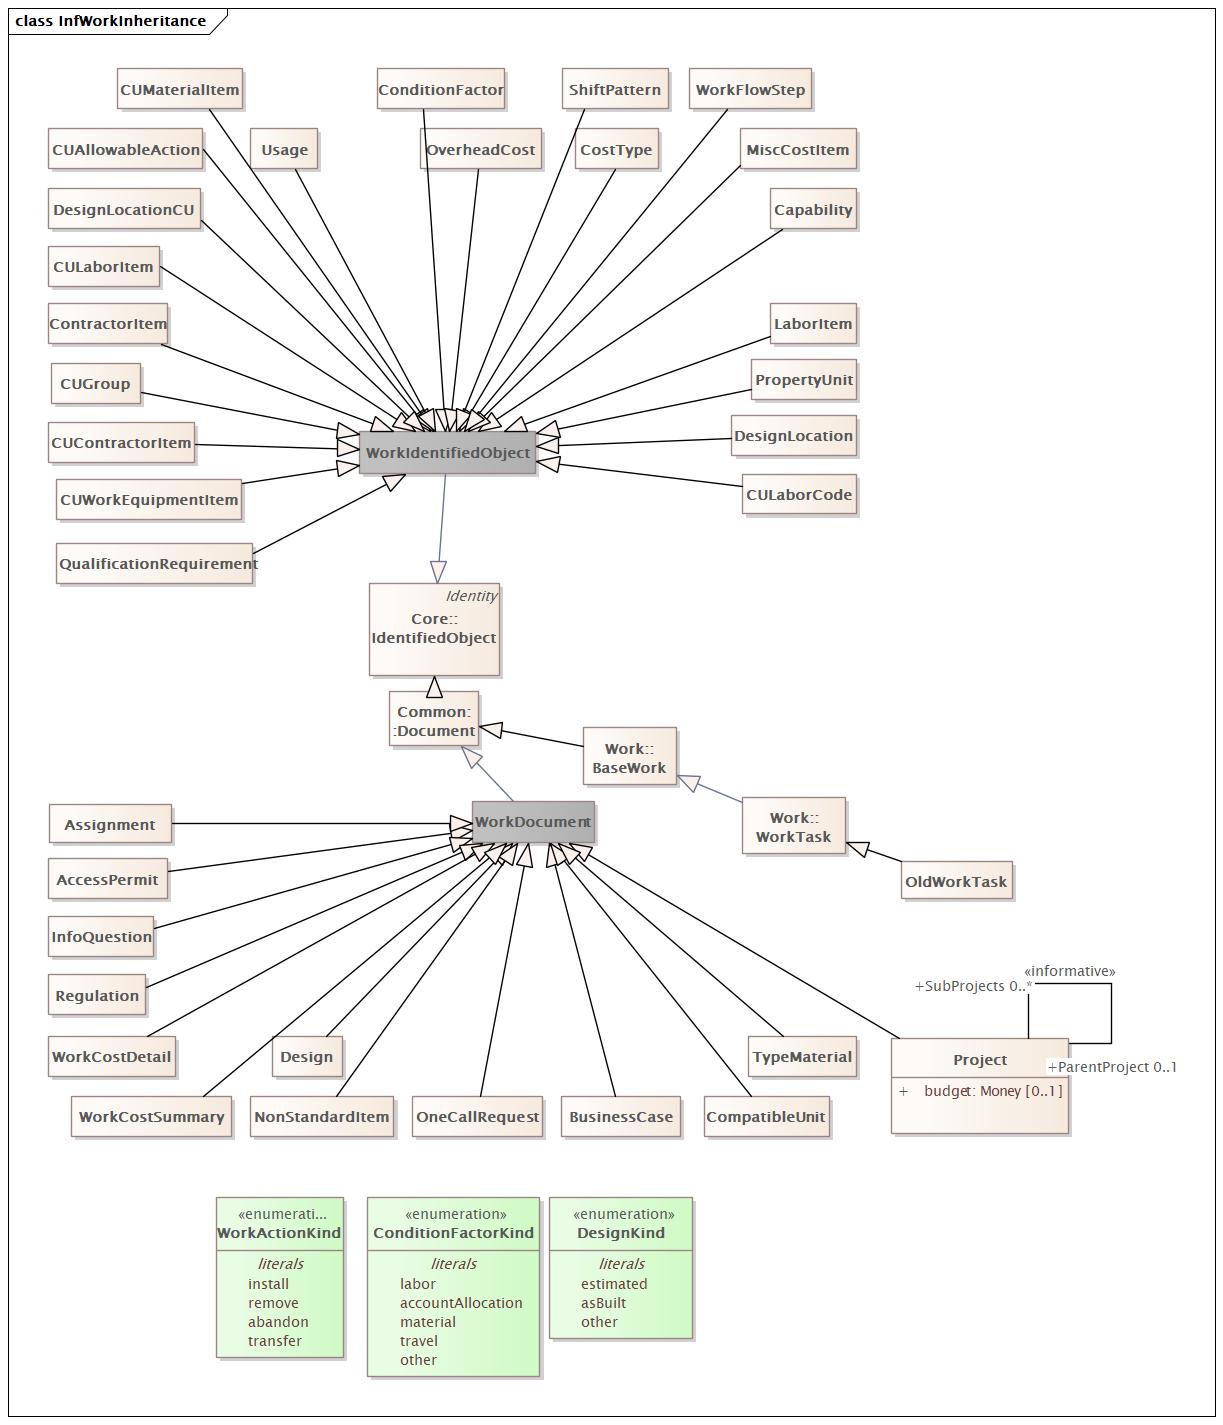 class InfWorkInheritance
CUMaterialItem
ConditionFactor
ShiftPattern
WorkFlowStep
CUAllowableAction
Usage
OverheadCost
CostType
MiscCostItem
DesignLocationCU
Capability
CULaborItem
ContractorItem
LaborItem
CUGroup
PropertyUnit
CUContractorItem
DesignLocation
WorkIdentifiedObject
CUWorkEquipmentItem
CULaborCode
QualificationRequirement
Identity
Core::
IdentifiedObject
Common:
:Document
Work::
BaseWork
Work::
WorkTask
WorkDocument
Assignment
AccessPermit
OldWorkTask
InfoQuestion
Regulation
«informative»
+SubProjects 0..*
WorkCostDetail
Design
TypeMaterial
Project
+ParentProject 0..1
+ budget: Money [0..1]
WorkCostSummary
NonStandardItem
OneCallRequest
BusinessCase
CompatibleUnit
«enumerati...
WorkActionKind
literals
install
remove
abandon
transfer
«enumeration»
ConditionFactorKind
literals
labor
accountAllocation
material
travel
other
«enumeration»
DesignKind
literals
estimated
asBuilt
other